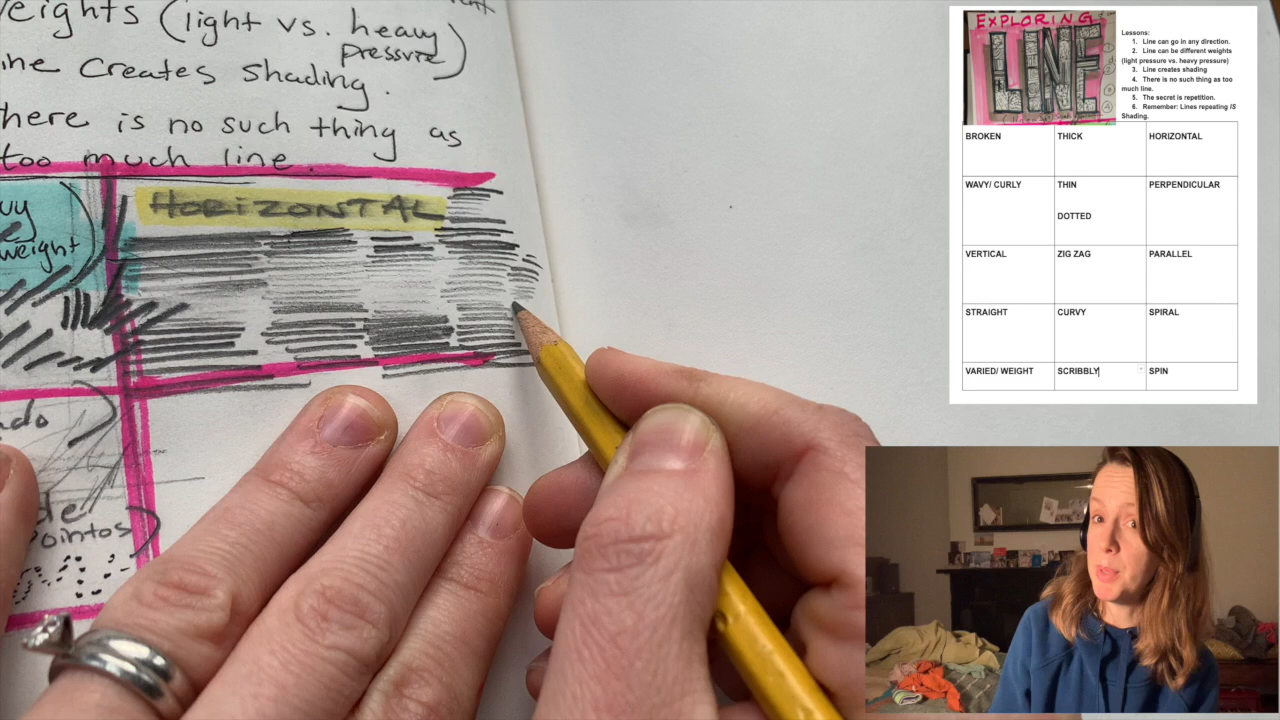 eights (light vs. heavy
pressure)
ine creates shading.
here is no such thing as
too much line.
HORIZONTAL
weight
ndo
de
pointos)
EXPLORING
LINE
Lessons:
1. Line can go in any direction.
2. Line can be different weights
(light pressure vs. heavy pressure)
3. Line creates shading
4. There is no such thing as too
much line.
5. The secret is repetition.
6. Remember: Lines repeating IS
Shading.
BROKEN THICK HORIZONTAL
WAVY/ CURLY THIN PERPENDICULAR
DOTTED
VERTICAL ZIG ZAG PARALLEL
STRAIGHT CURVY SPIRAL
VARIED/ WEIGHT SCRIBBLY SPIN